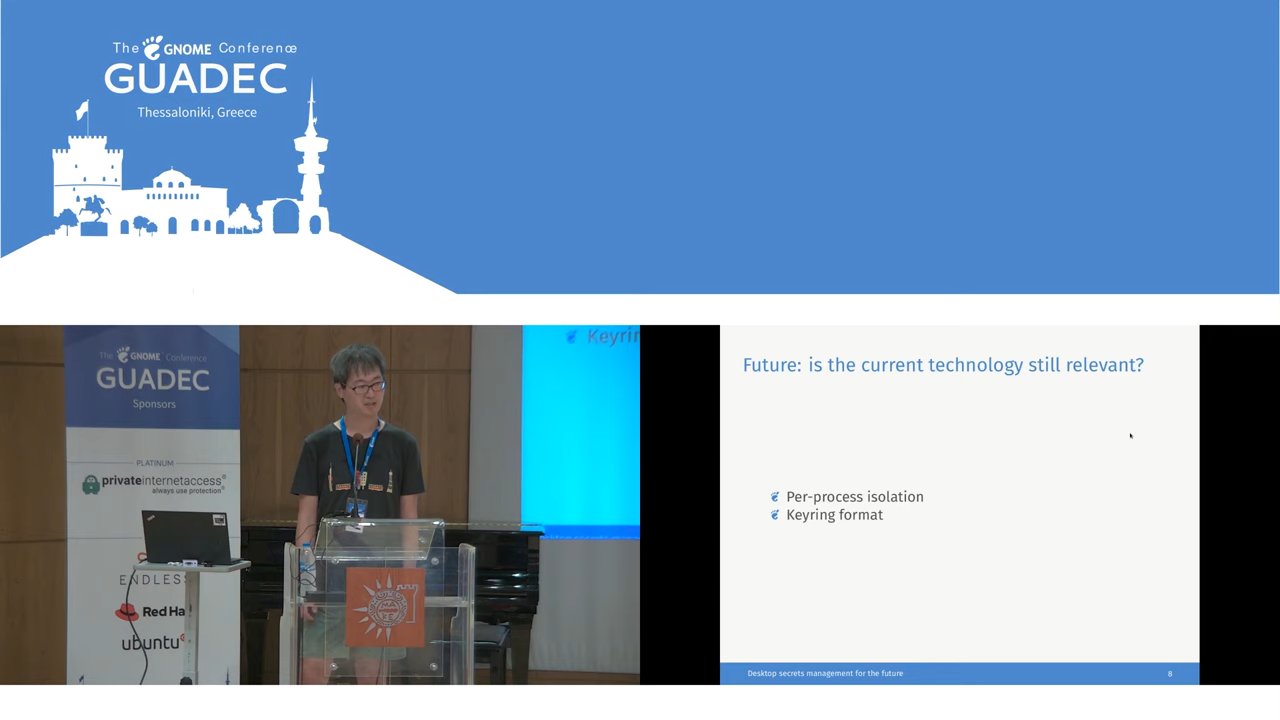 The GNOME Conference
GUADEC
Thessaloniki, Greece
The GNOME Conference
GUADEC
Sponsors
PLATINUM
privateinternetaccess®
always use protection®
ENDLESS
Red Ha
ubuntu®
Keyrin
Future: is the current technology still relevant?
Per-process isolation
Keyring format
Desktop secrets management for the future
8